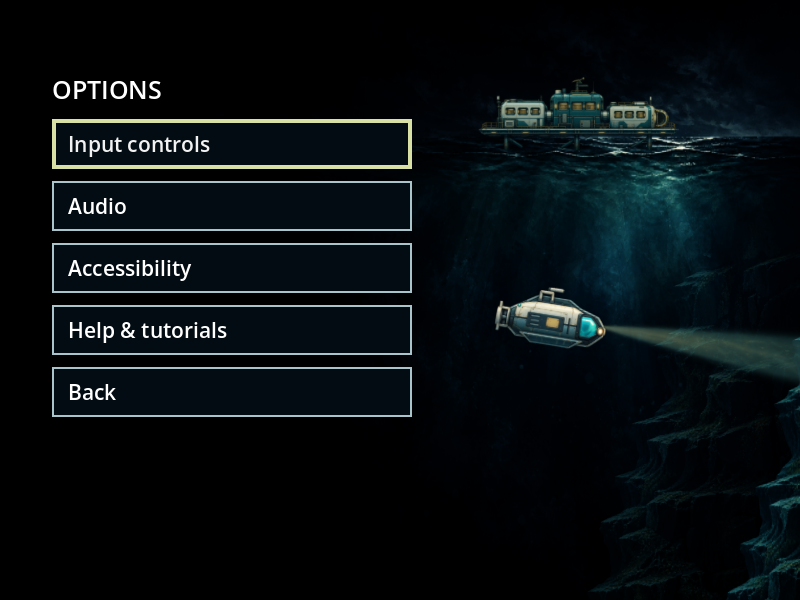 OPTIONS
Input controls
Audio
Accessibility
Help & tutorials
Back